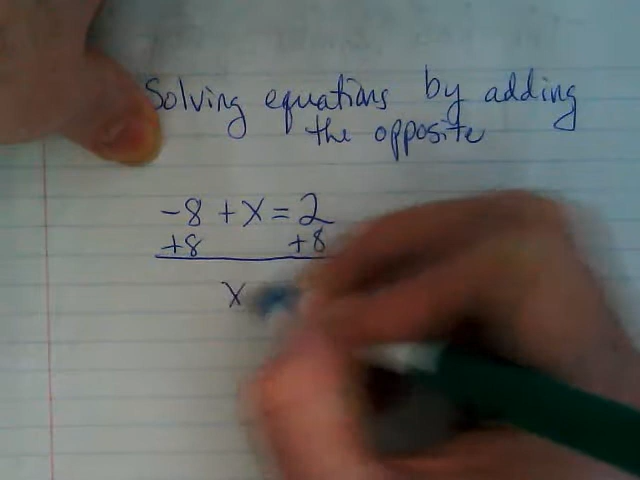 Solving equations by adding
the opposite
-8 + x = 2
+8 +8
x